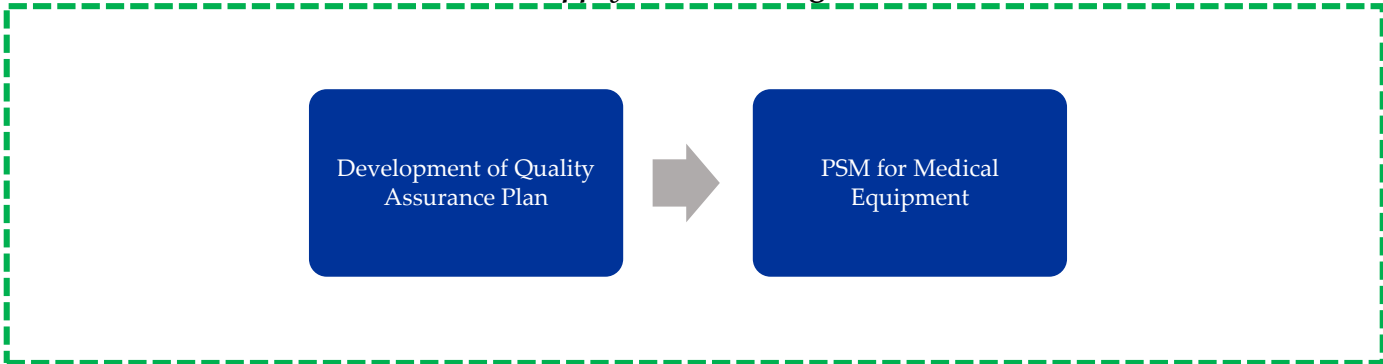 Development of Quality
Assurance Plan
PSM for Medical
Equipment